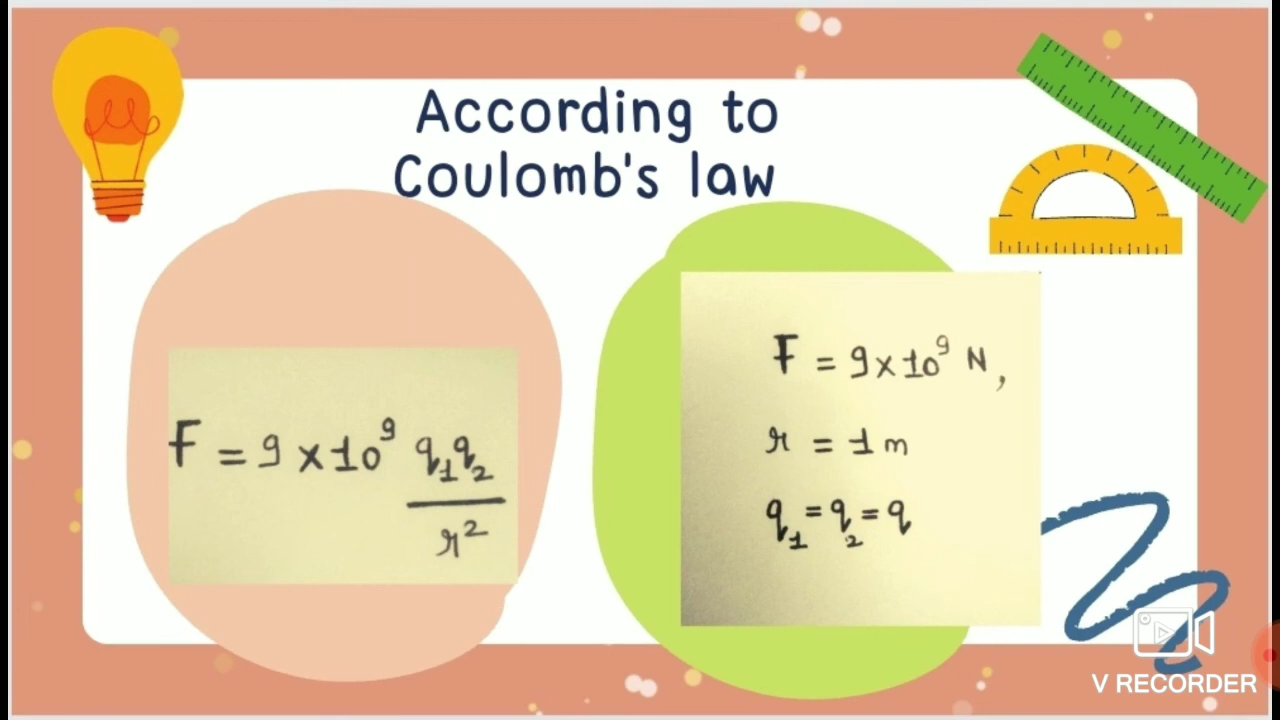 According to
Coulomb's law
F = 9 × 10⁹ q₁q₂
r²
F = 9 × 10⁹ N,
r = 1 m
q₁ = q₂ = q
V RECORDER